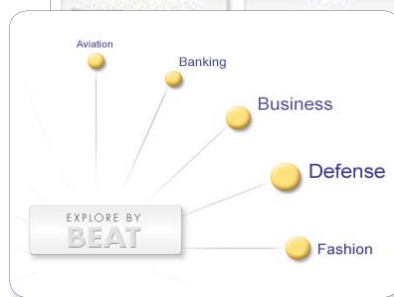 Aviation
Banking
Business
Defense
EXPLORE BY
BEAT
Fashion